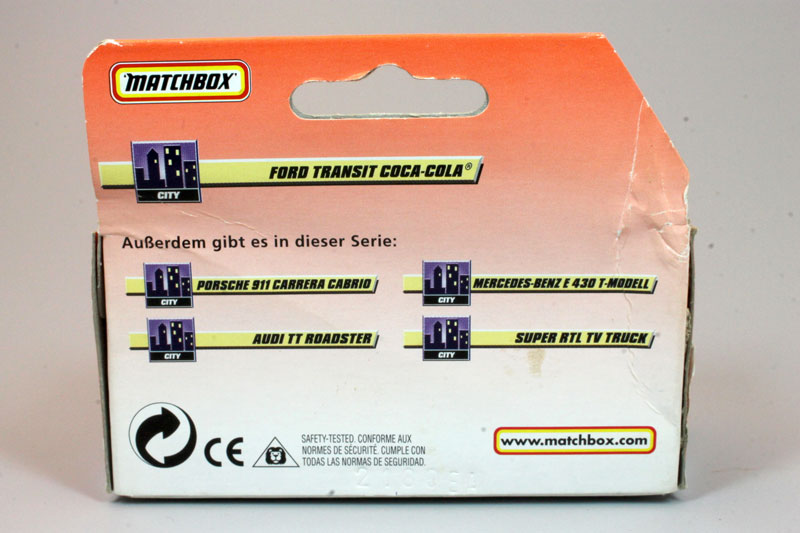 MATCHBOX
CITY
FORD TRANSIT COCA-COLA®
Außerdem gibt es in dieser Serie:
CITY
PORSCHE 911 CARRERA CABRIO
CITY
MERCEDES-BENZ E 430 T-MODELL
CITY
AUDI TT ROADSTER
CITY
SUPER RTL TV TRUCK
CE
SAFETY-TESTED. CONFORME AUX
NORMES DE SÉCURITÉ. CUMPLE CON
TODAS LAS NORMAS DE SEGURIDAD.
www.matchbox.com